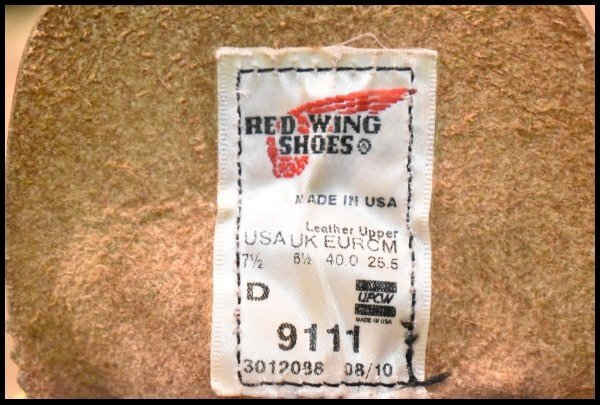 RED WING
SHOES ®
MADE IN USA
Leather Upper
USA UK EUR CM
7½ 6½ 40.0 25.5
D
UFCW
MADE IN USA
9111
3012098 08/10